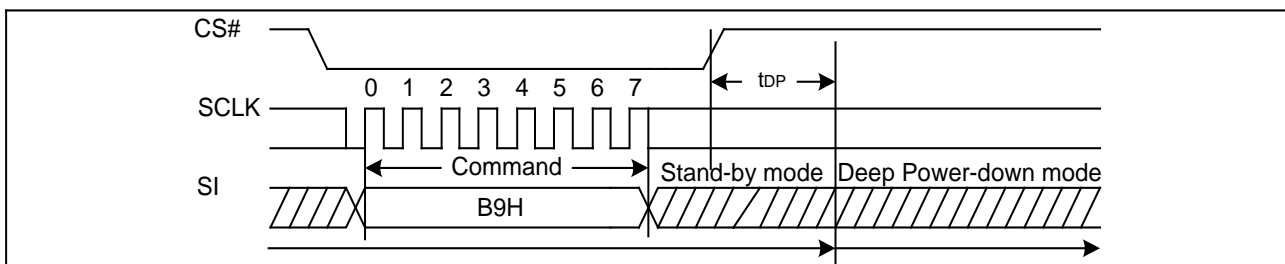 CS#
tDP
0 1 2 3 4 5 6 7
SCLK
Command
Stand-by mode Deep Power-down mode
SI
B9H